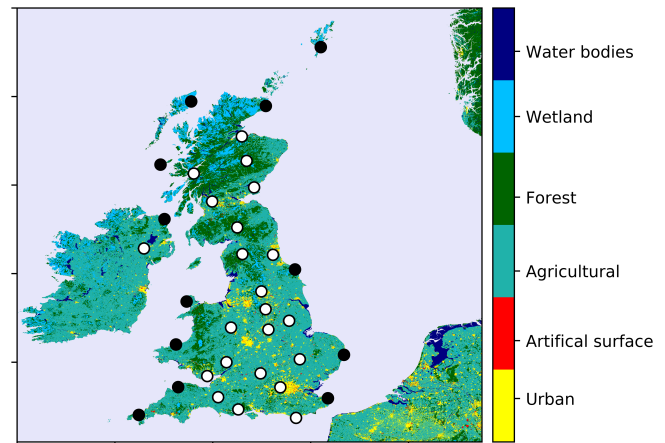 Water bodies
Wetland
Forest
Agricultural
Artifical surface
Urban